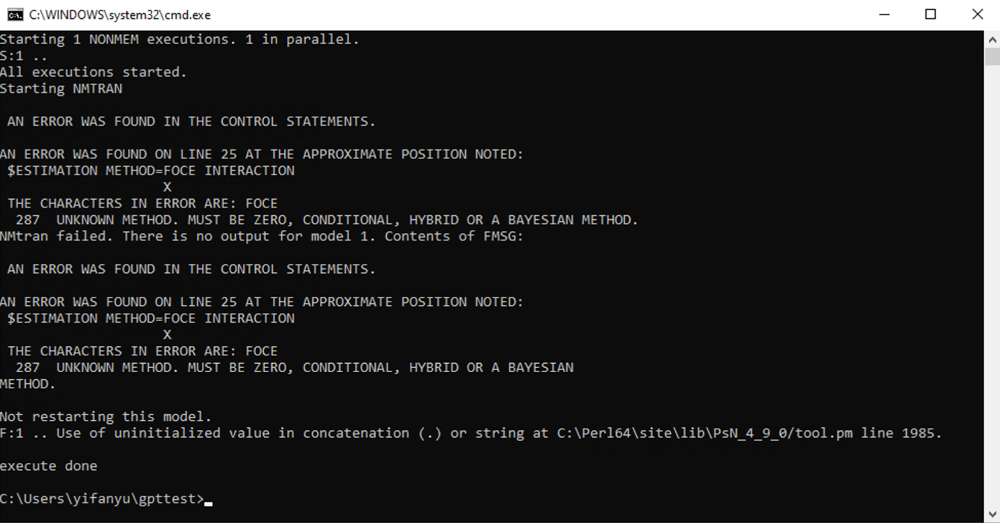 C:\WINDOWS\system32\cmd.exe
Starting 1 NONMEM executions. 1 in parallel.
S:1 ..
All executions started.
Starting NMTRAN
AN ERROR WAS FOUND IN THE CONTROL STATEMENTS.
AN ERROR WAS FOUND ON LINE 25 AT THE APPROXIMATE POSITION NOTED:
$ESTIMATION METHOD=FOCE INTERACTION
X
THE CHARACTERS IN ERROR ARE: FOCE
287  UNKNOWN METHOD. MUST BE ZERO, CONDITIONAL, HYBRID OR A BAYESIAN METHOD.
NMtran failed. There is no output for model 1. Contents of FMSG:
AN ERROR WAS FOUND IN THE CONTROL STATEMENTS.
AN ERROR WAS FOUND ON LINE 25 AT THE APPROXIMATE POSITION NOTED:
$ESTIMATION METHOD=FOCE INTERACTION
X
THE CHARACTERS IN ERROR ARE: FOCE
287  UNKNOWN METHOD. MUST BE ZERO, CONDITIONAL, HYBRID OR A BAYESIAN
METHOD.
Not restarting this model.
F:1 .. Use of uninitialized value in concatenation (.) or string at C:\Perl64\site\lib\PsN_4_9_0/tool.pm line 1985.
execute done
C:\Users\yifanyu\gpttest>